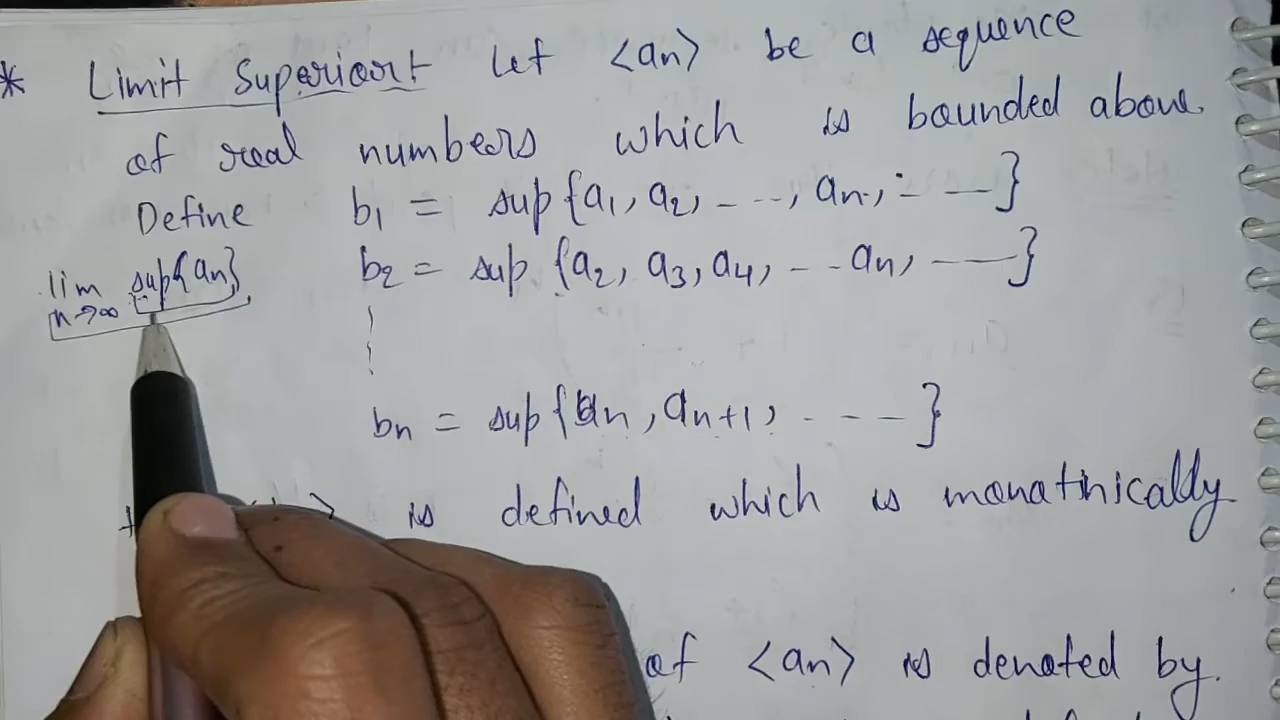 * Limit Superiort Let <an> be a sequence
of real numbers which is bounded above.
Define b1 = sup{a1, a2, - - -, an, - —}
lim n→∞ sup{an}
b2 = sup {a2, a3, a4, - - an, —}
bn = sup{an, an+1, - - - -}
is defined which is monatinically
of <an> is denoted by.